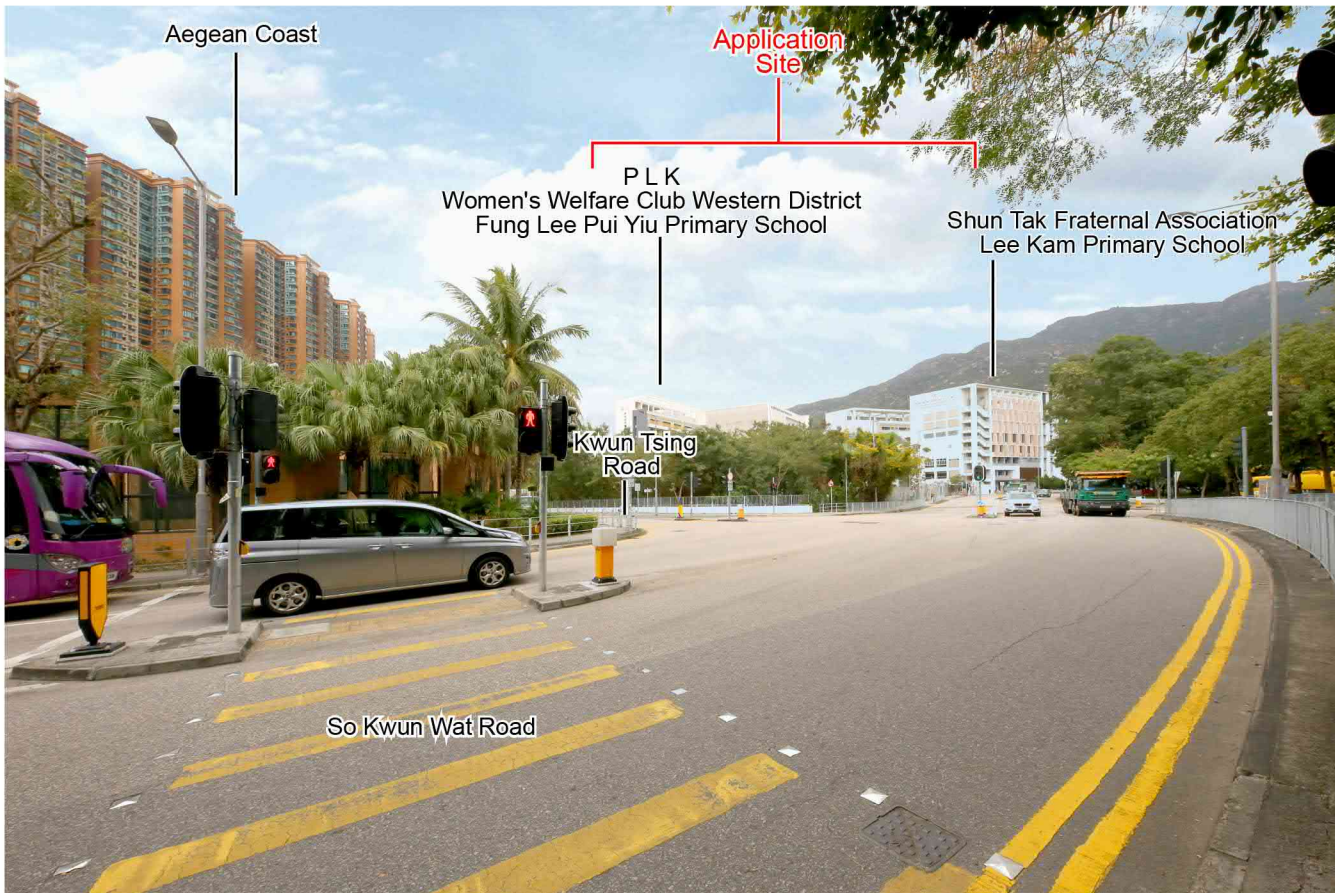 Aegean Coast
Application
Site
P L K
Women's Welfare Club Western District
Fung Lee Pui Yiu Primary School
Shun Tak Fraternal Association
Lee Kam Primary School
Kwun Tsing
Road
So Kwun Wat Road